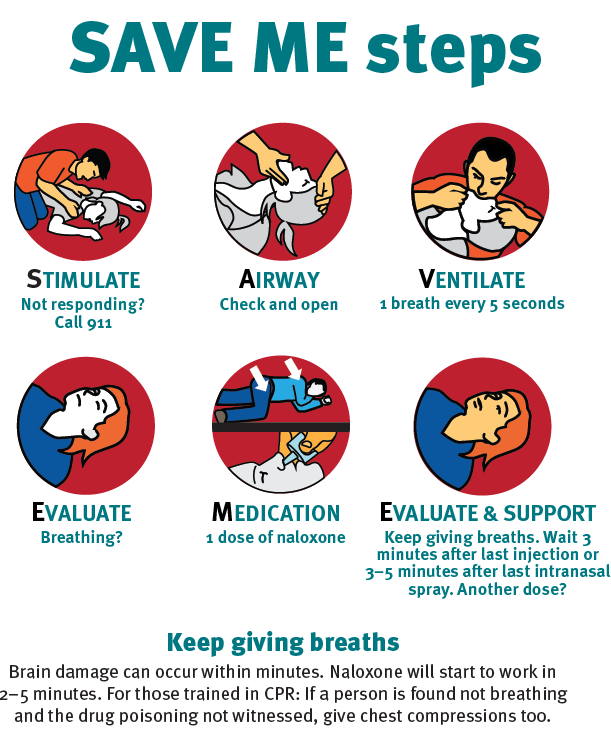 SAVE ME steps
STIMULATE
Not responding?
Call 911
AIRWAY
Check and open
VENTILATE
1 breath every 5 seconds
EVALUATE
Breathing?
MEDICATION
1 dose of naloxone
EVALUATE & SUPPORT
Keep giving breaths. Wait 3
minutes after last injection or
3–5 minutes after last intranasal
spray. Another dose?
Keep giving breaths
Brain damage can occur within minutes. Naloxone will start to work in
2–5 minutes. For those trained in CPR: If a person is found not breathing
and the drug poisoning not witnessed, give chest compressions too.